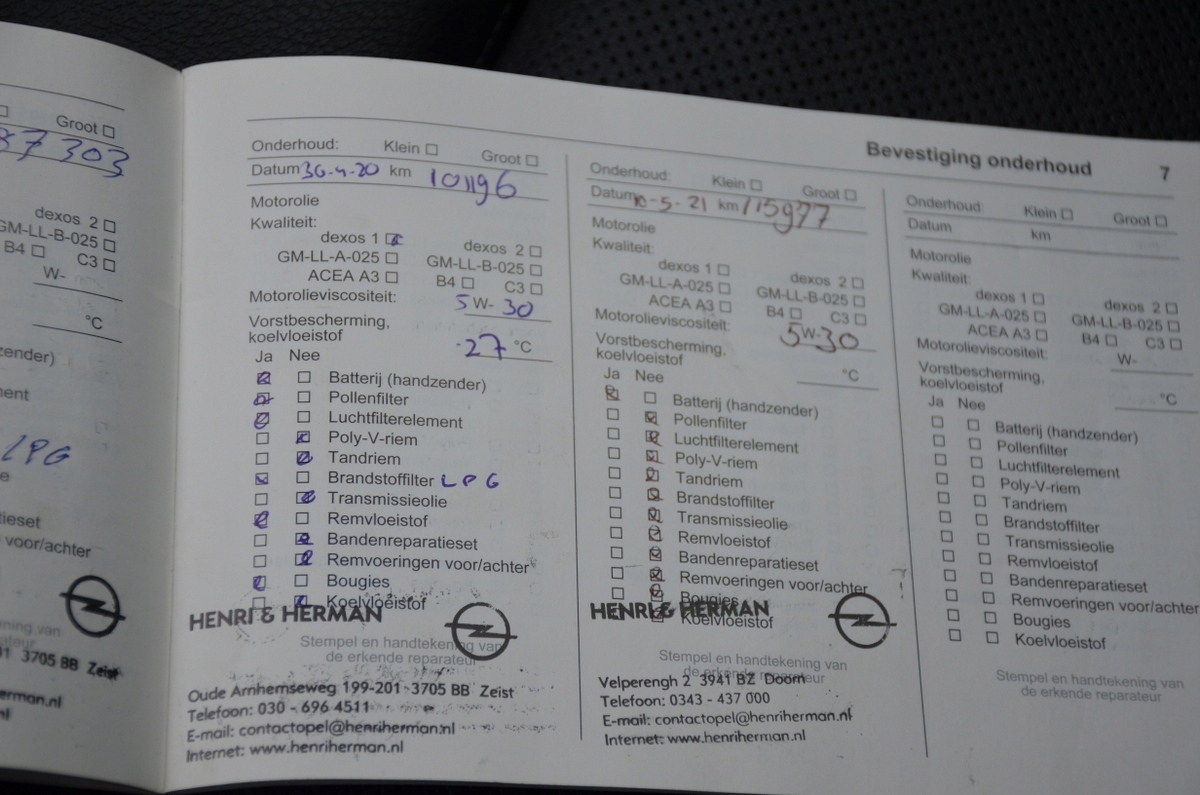 Groot
87 303
dexos 2
GM-LL-B-025
B4 C3
W-
°C
LPG
voor/achter
3705 BB Zeist
Bevestiging onderhoud 7
Onderhoud: Klein Groot
Datum 30-4-20 km 101196
Motorolie
Kwaliteit:
dexos 1 dexos 2
GM-LL-A-025 GM-LL-B-025
ACEA A3 B4 C3
Motorolieviscositeit: 5W-30
Vorstbescherming,
koelvloeistof -27 °C
Ja Nee
Batterij (handzender)
Pollenfilter
Luchtfilterelement
Poly-V-riem
Tandriem
Brandstoffilter LPG
Transmissieolie
Remvloeistof
Bandenreparatieset
Remvoeringen voor/achter
Bougies
Koelvloeistof
HENRI & HERMAN
Stempel en handtekening van
de erkende reparateur
Oude Arnhemseweg 199-201 3705 BB Zeist
Telefoon: 030 - 696 4511
E-mail: contactopel@henriherman.nl
Internet: www.henriherman.nl
Onderhoud: Klein Groot
Datum 10-5-21 km 115977
Motorolie
Kwaliteit:
dexos 1 dexos 2
GM-LL-A-025 GM-LL-B-025
ACEA A3 B4 C3
Motorolieviscositeit: 5W-30
Vorstbescherming,
koelvloeistof °C
Ja Nee
Batterij (handzender)
Pollenfilter
Luchtfilterelement
Poly-V-riem
Tandriem
Brandstoffilter
Transmissieolie
Remvloeistof
Bandenreparatieset
Remvoeringen voor/achter
Bougies
Koelvloeistof
HENRI & HERMAN
Stempel en handtekening van
de erkende reparateur
Velperengh 2 3941 BZ Doorn
Telefoon: 0343 - 437 000
E-mail: contactopel@henriherman.nl
Internet: www.henriherman.nl
Onderhoud: Klein Groot
Datum km
Motorolie
Kwaliteit:
dexos 1 dexos 2
GM-LL-A-025 GM-LL-B-025
ACEA A3 B4 C3
Motorolieviscositeit: W-
Vorstbescherming,
koelvloeistof °C
Ja Nee
Batterij (handzender)
Pollenfilter
Luchtfilterelement
Poly-V-riem
Tandriem
Brandstoffilter
Transmissieolie
Remvloeistof
Bandenreparatieset
Remvoeringen voor/achter
Bougies
Koelvloeistof
Stempel en handtekening van
de erkende reparateur